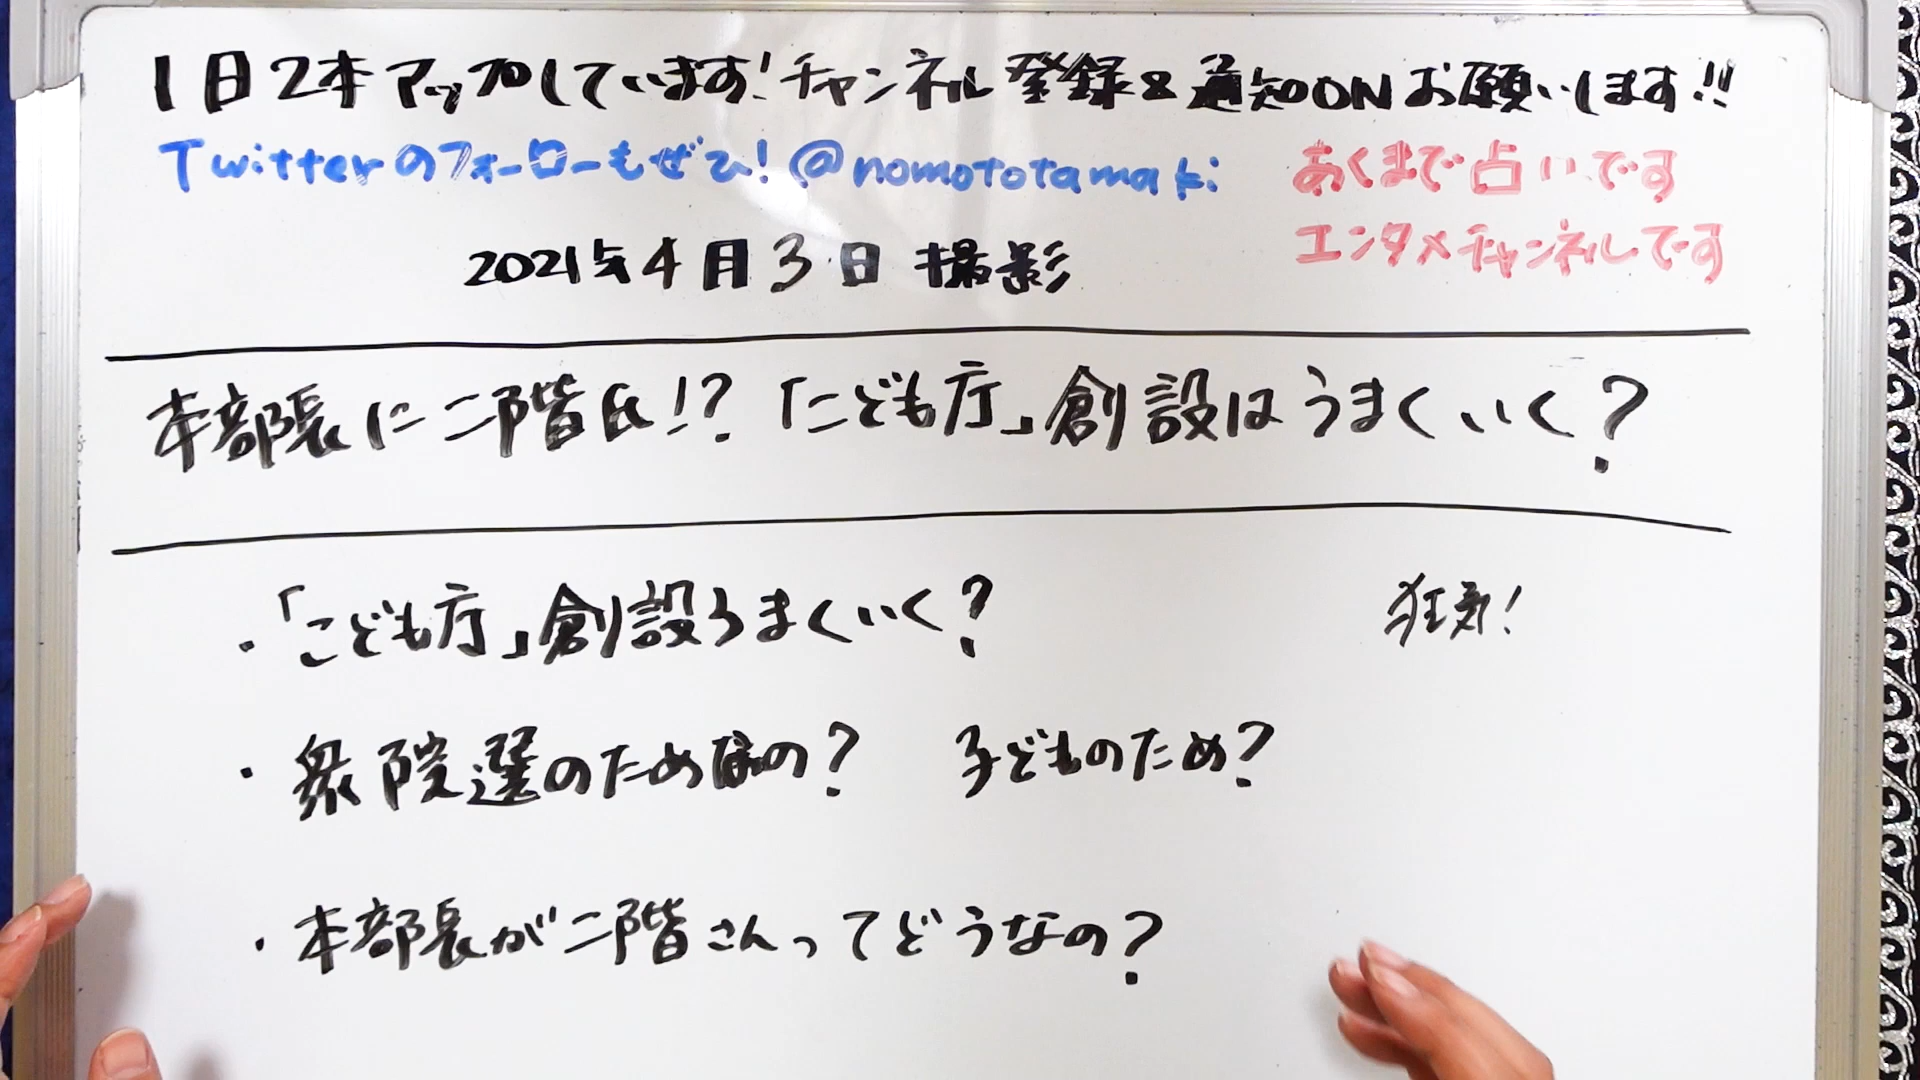 1日2本アップしています!チャンネル登録&通知ONお願いします!!
Twitterのフォローもぜひ!@nomototamaki
あくまで占いです
エンタメチャンネルです
2021年4月3日撮影
本部長に二階氏!?「こども庁」創設はうまくいく?
・「こども庁」創設うまくいく?
狂気!
・衆院選のためなの? 子どものため?
・本部長が二階さんってどうなの?